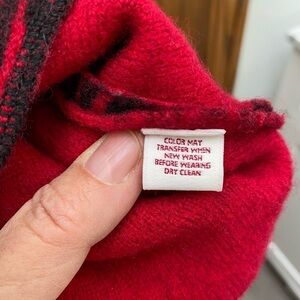 COLOR MAY
TRANSFER WHEN
NEW WASH
BEFORE WEARING
DRY CLEAN